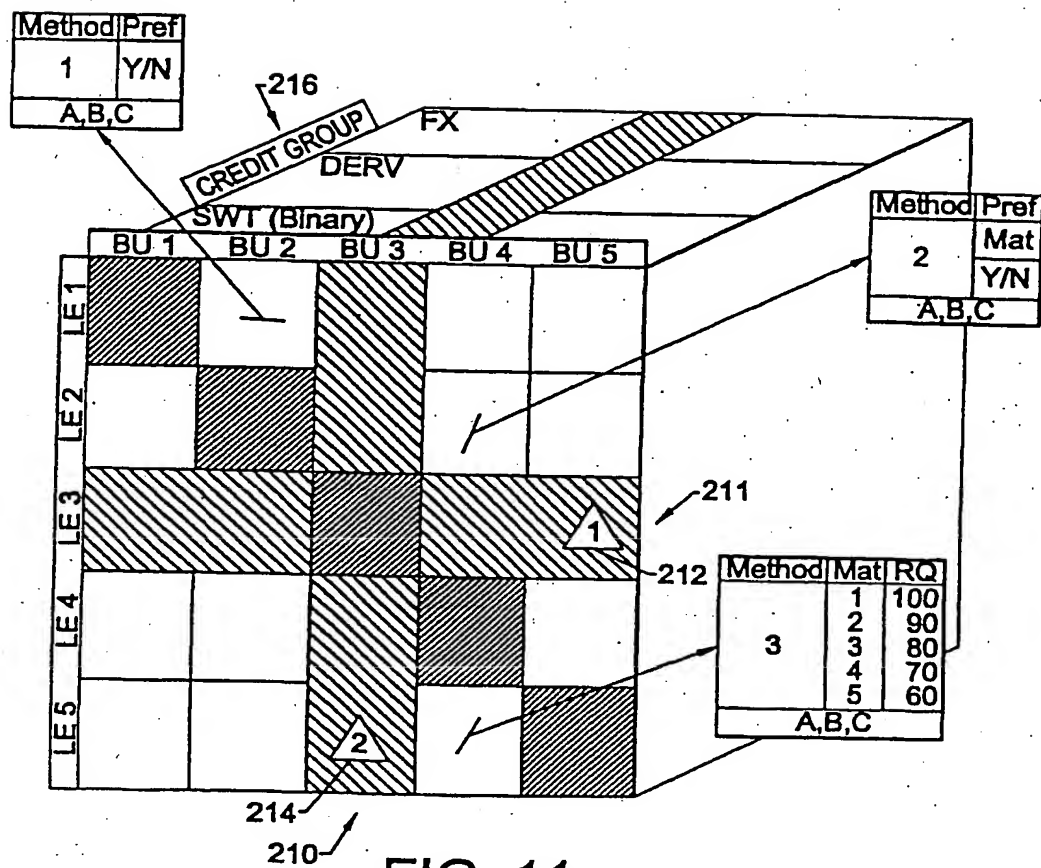 Method Pref
1 Y/N
A,B,C
216
CREDIT GROUP
FX
DERV
SWT (Binary)
BU 1 BU 2 BU 3 BU 4 BU 5
LE 1
LE 2
LE 3
LE 4
LE 5
Method Pref
2 Mat
Y/N
A,B,C
211
1
212
Method Mat RQ
3
1 100
2 90
3 80
4 70
5 60
A,B,C
2
214
210